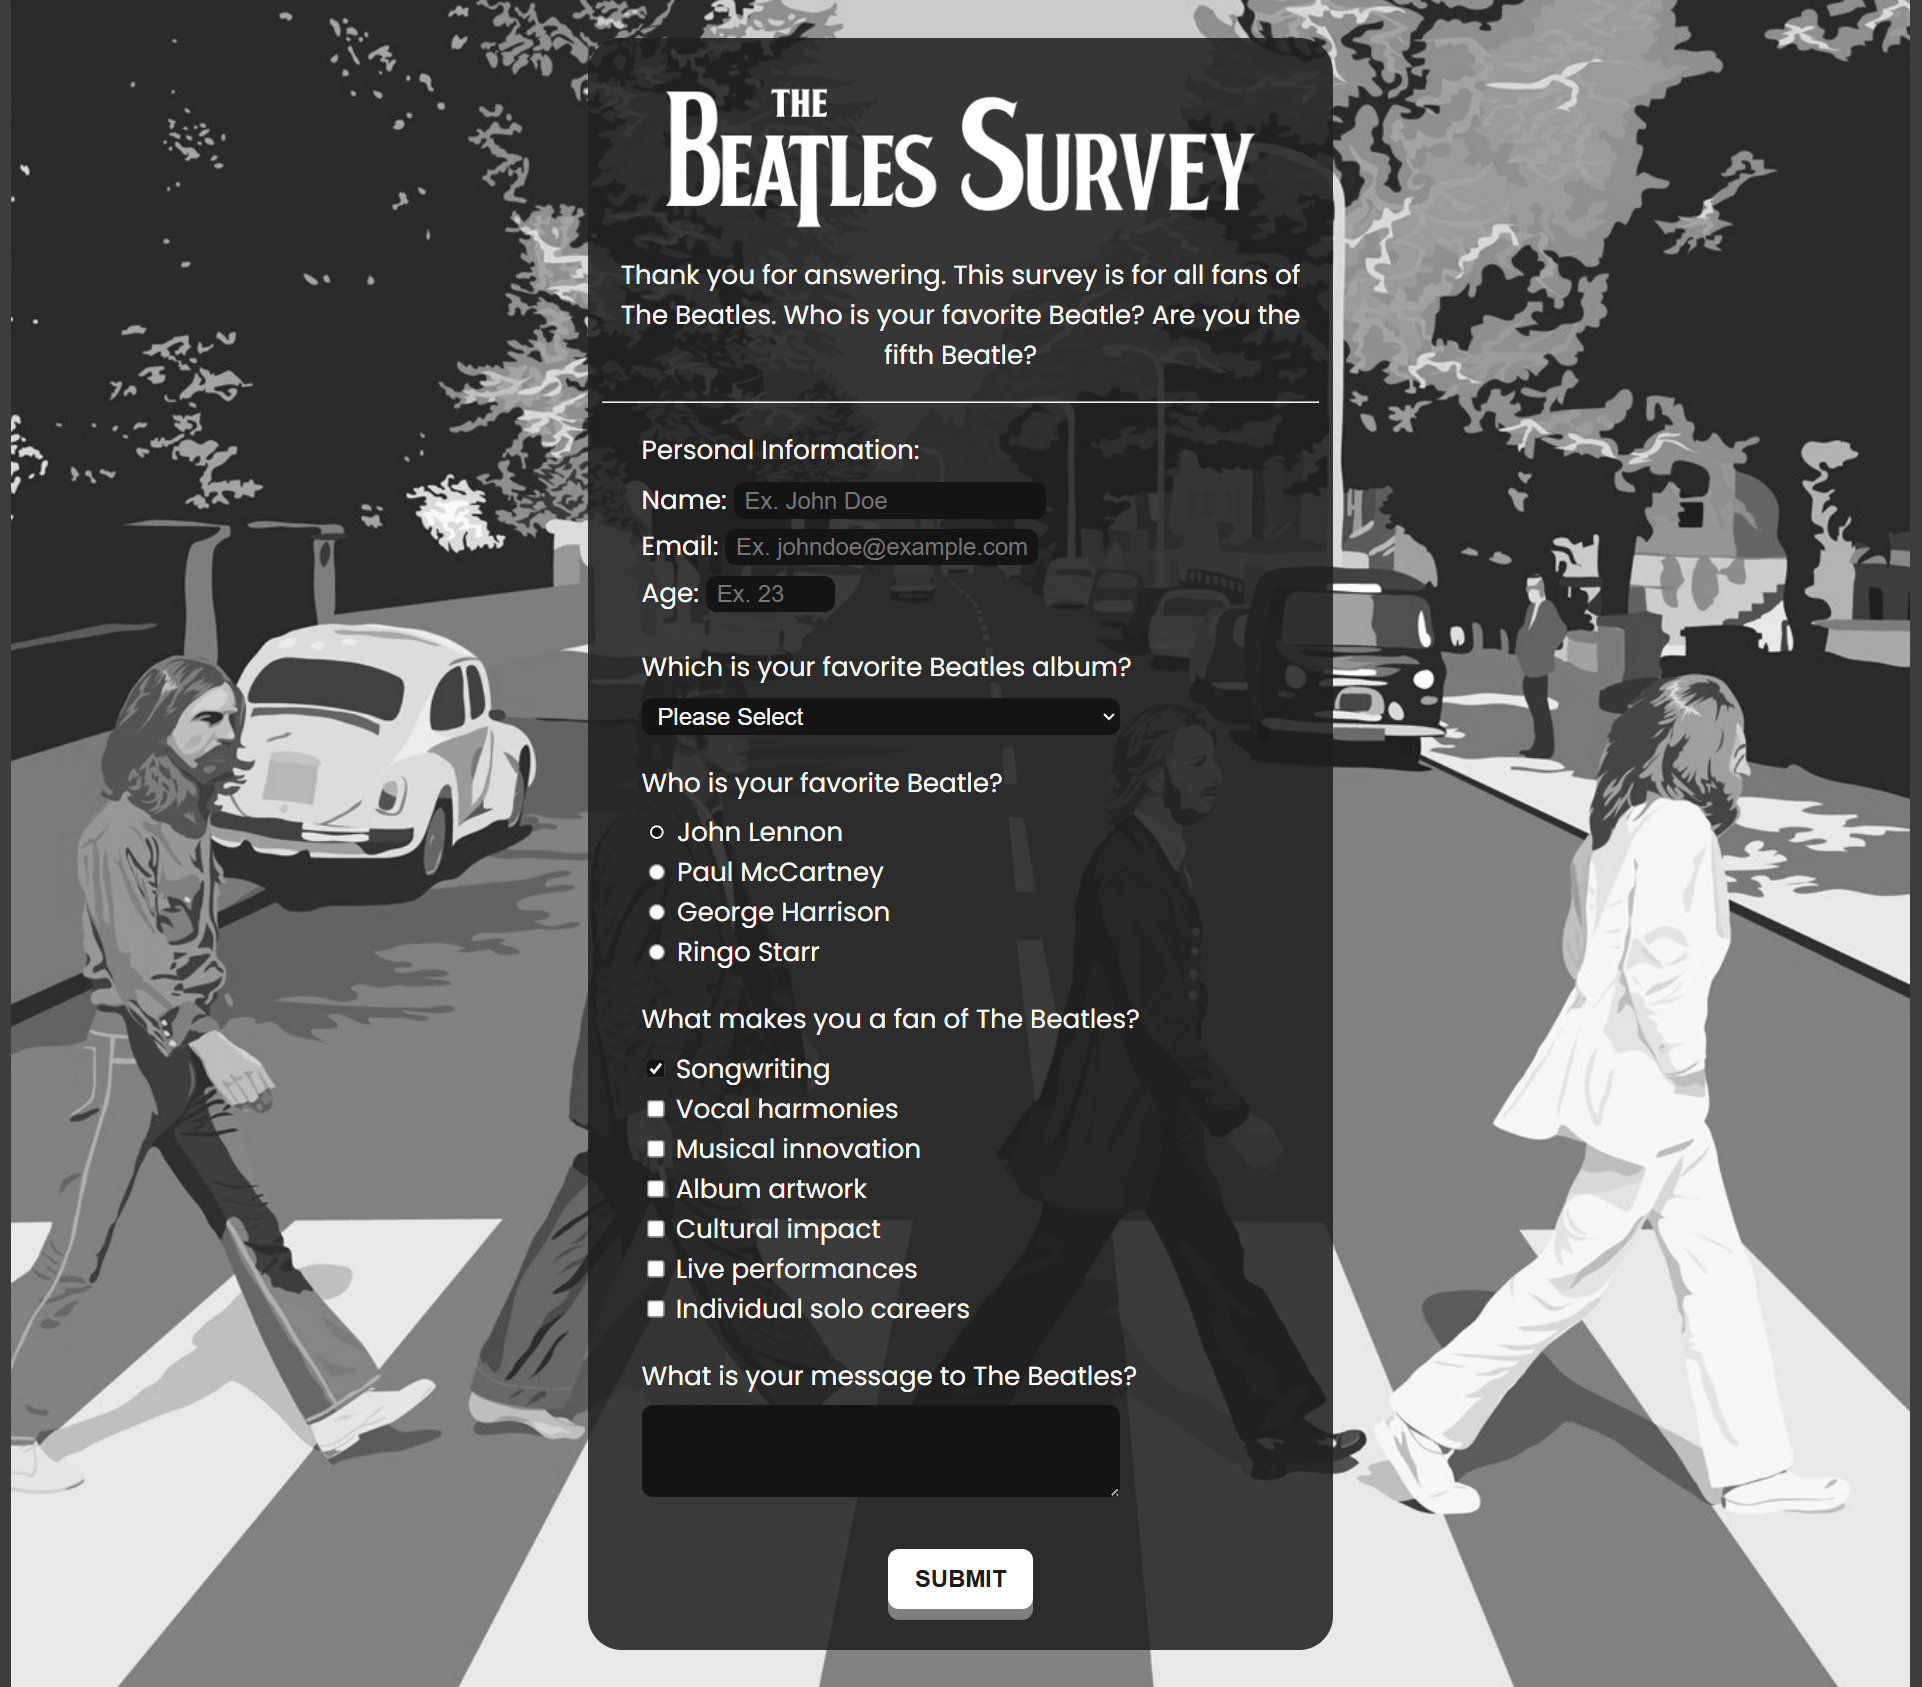 THE
BEATLES SURVEY
Thank you for answering. This survey is for all fans of
The Beatles. Who is your favorite Beatle? Are you the
fifth Beatle?
Personal Information:
Name: Ex. John Doe
Email: Ex. johndoe@example.com
Age: Ex. 23
Which is your favorite Beatles album?
Please Select
Who is your favorite Beatle?
John Lennon
Paul McCartney
George Harrison
Ringo Starr
What makes you a fan of The Beatles?
Songwriting
Vocal harmonies
Musical innovation
Album artwork
Cultural impact
Live performances
Individual solo careers
What is your message to The Beatles?
SUBMIT